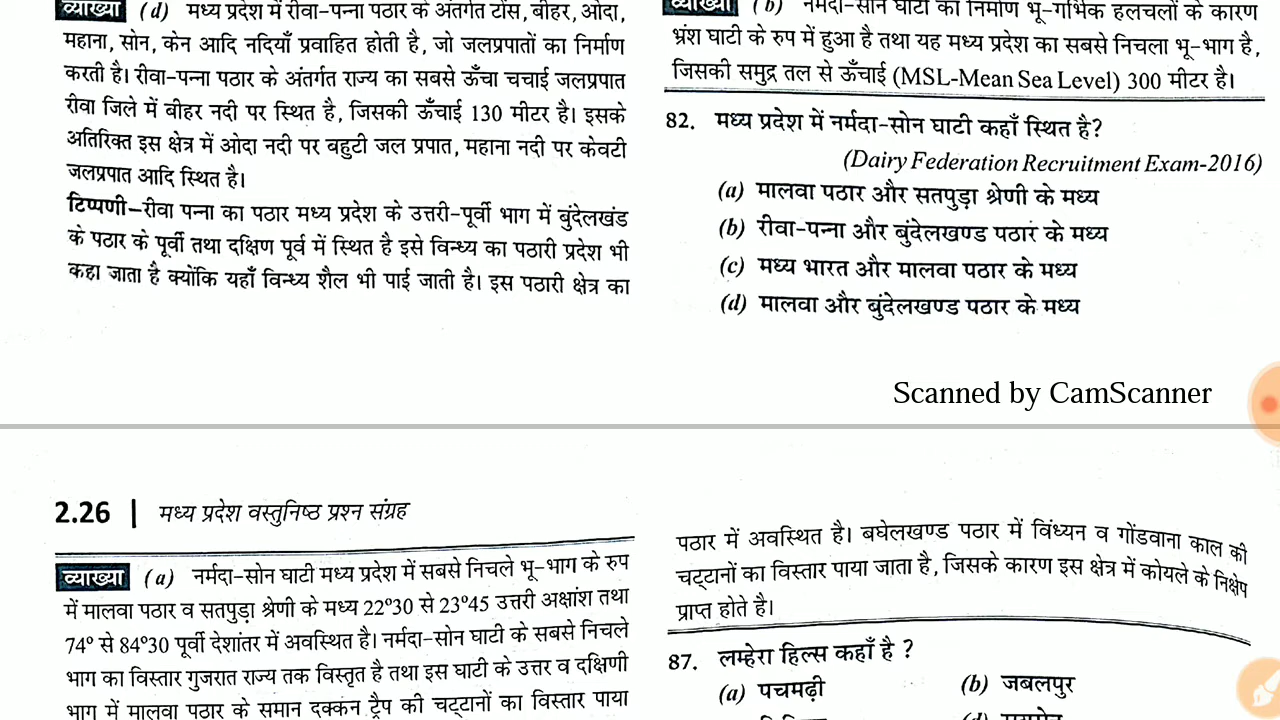 व्याख्या (d) मध्य प्रदेश में रीवा-पन्ना पठार के अंतर्गत टोंस, बीहर, ओदा,
महाना, सोन, केन आदि नदियाँ प्रवाहित होती है, जो जलप्रपातों का निर्माण
करती है। रीवा-पन्ना पठार के अंतर्गत राज्य का सबसे ऊँचा चचाई जलप्रपात
रीवा जिले में बीहर नदी पर स्थित है, जिसकी ऊँचाई 130 मीटर है। इसके
अतिरिक्त इस क्षेत्र में ओदा नदी पर बहुटी जल प्रपात, महाना नदी पर केवटी
जलप्रपात आदि स्थित है।
टिप्पणी–रीवा पन्ना का पठार मध्य प्रदेश के उत्तरी-पूर्वी भाग में बुंदेलखंड
के पठार के पूर्वी तथा दक्षिण पूर्व में स्थित है इसे विन्ध्य का पठारी प्रदेश भी
कहा जाता है क्योंकि यहाँ विन्ध्य शैल भी पाई जाती है। इस पठारी क्षेत्र का
व्याख्या (b) नर्मदा-सोन घाटी का निर्माण भू-गर्भिक हलचलों के कारण
भ्रंश घाटी के रुप में हुआ है तथा यह मध्य प्रदेश का सबसे निचला भू-भाग है,
जिसकी समुद्र तल से ऊँचाई (MSL-Mean Sea Level) 300 मीटर है।
82. मध्य प्रदेश में नर्मदा-सोन घाटी कहाँ स्थित है?
(Dairy Federation Recruitment Exam-2016)
(a) मालवा पठार और सतपुड़ा श्रेणी के मध्य
(b) रीवा-पन्ना और बुंदेलखण्ड पठार के मध्य
(c) मध्य भारत और मालवा पठार के मध्य
(d) मालवा और बुंदेलखण्ड पठार के मध्य
Scanned by CamScanner
2.26 | मध्य प्रदेश वस्तुनिष्ठ प्रश्न संग्रह
व्याख्या (a) नर्मदा-सोन घाटी मध्य प्रदेश में सबसे निचले भू-भाग के रुप
में मालवा पठार व सतपुड़ा श्रेणी के मध्य 22º30 से 23º45 उत्तरी अक्षांश तथा
74º से 84º30 पूर्वी देशांतर में अवस्थित है। नर्मदा-सोन घाटी के सबसे निचले
भाग का विस्तार गुजरात राज्य तक विस्तृत है तथा इस घाटी के उत्तर व दक्षिणी
भाग में मालवा पठार के समान दक्कन ट्रैप की चट्टानों का विस्तार पाया
पठार में अवस्थित है। बघेलखण्ड पठार में विंध्यन व गोंडवाना काल की
चट्टानों का विस्तार पाया जाता है, जिसके कारण इस क्षेत्र में कोयले के निक्षेप
प्राप्त होते है।
87. लम्हेरा हिल्स कहाँ है ?
(a) पचमढ़ी (b) जबलपुर